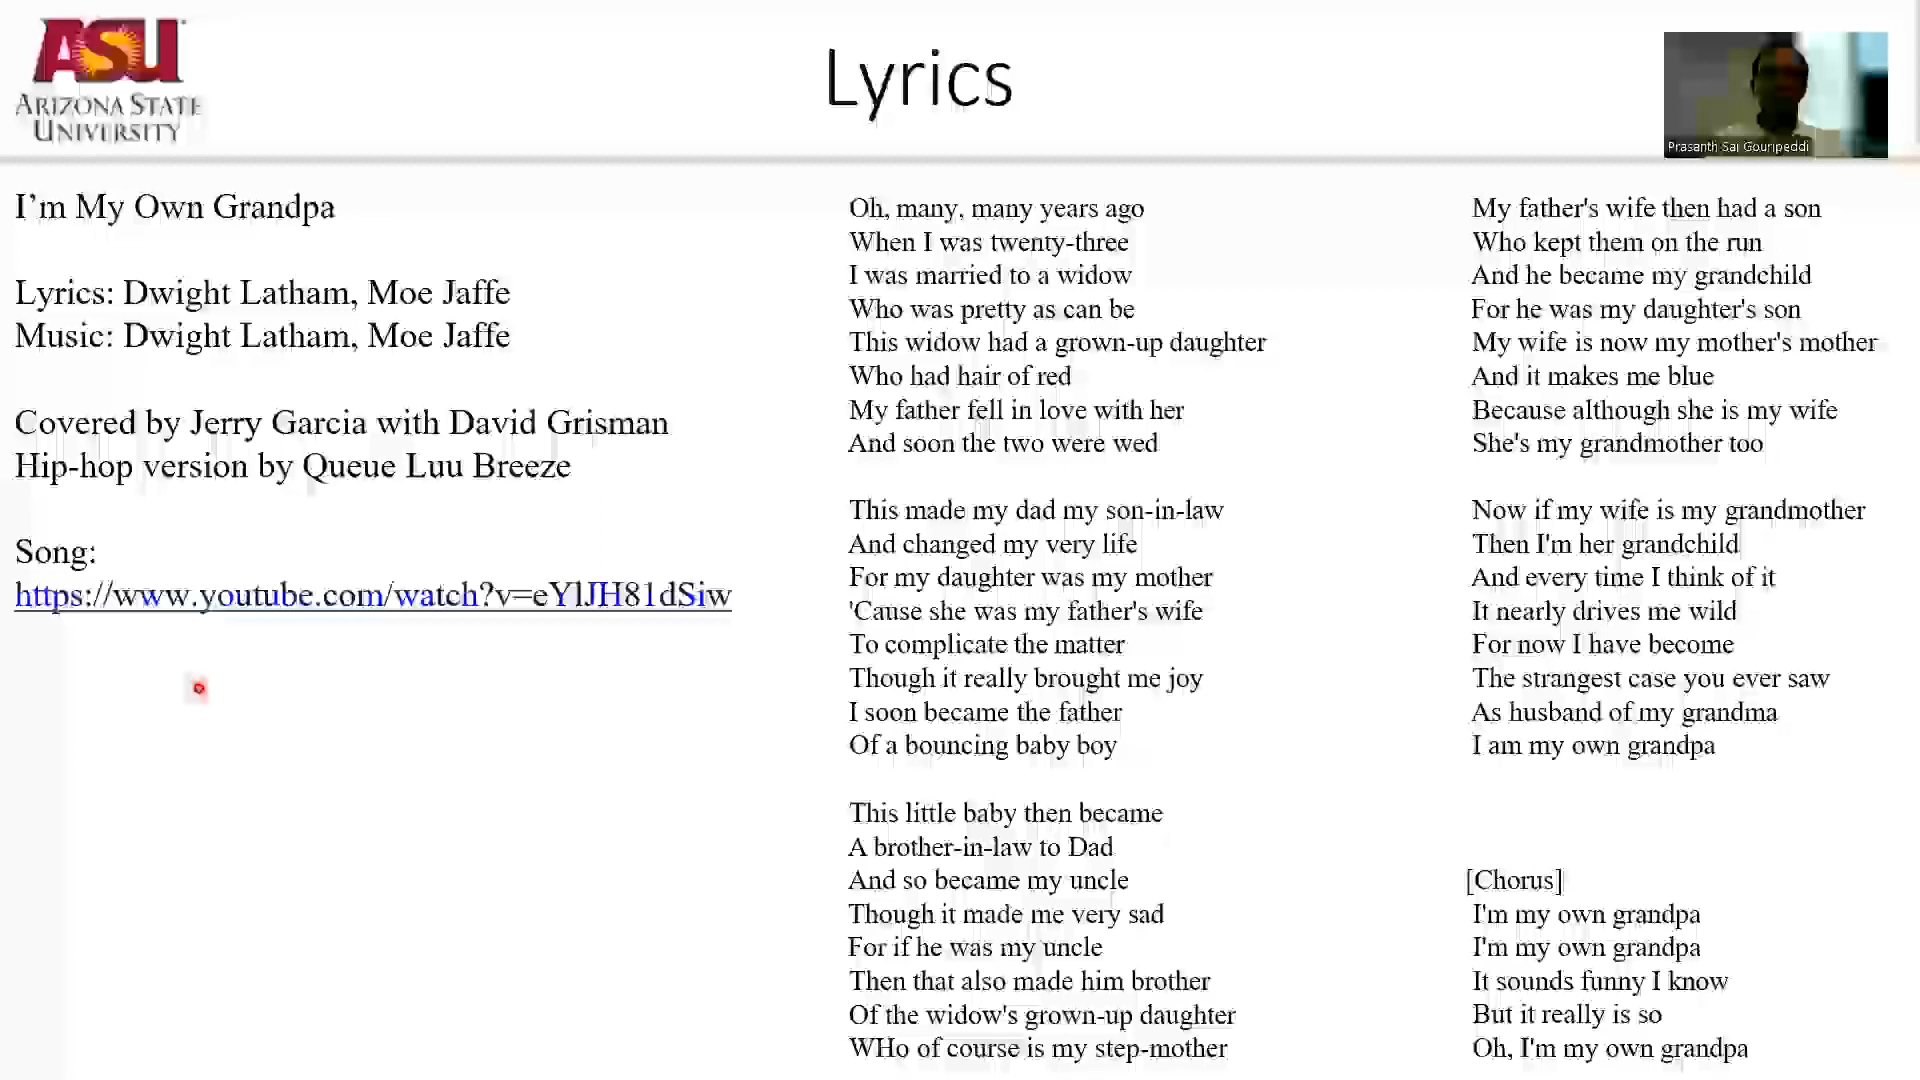 ASU
ARIZONA STATE
UNIVERSITY
Lyrics
Prasanth Sai Gouripeddi
I’m My Own Grandpa
Lyrics: Dwight Latham, Moe Jaffe
Music: Dwight Latham, Moe Jaffe
Covered by Jerry Garcia with David Grisman
Hip-hop version by Queue Luu Breeze
Song:
https://www.youtube.com/watch?v=eYlJH81dSiw
Oh, many, many years ago
When I was twenty-three
I was married to a widow
Who was pretty as can be
This widow had a grown-up daughter
Who had hair of red
My father fell in love with her
And soon the two were wed
This made my dad my son-in-law
And changed my very life
For my daughter was my mother
'Cause she was my father's wife
To complicate the matter
Though it really brought me joy
I soon became the father
Of a bouncing baby boy
This little baby then became
A brother-in-law to Dad
And so became my uncle
Though it made me very sad
For if he was my uncle
Then that also made him brother
Of the widow's grown-up daughter
WHo of course is my step-mother
My father's wife then had a son
Who kept them on the run
And he became my grandchild
For he was my daughter's son
My wife is now my mother's mother
And it makes me blue
Because although she is my wife
She's my grandmother too
Now if my wife is my grandmother
Then I'm her grandchild
And every time I think of it
It nearly drives me wild
For now I have become
The strangest case you ever saw
As husband of my grandma
I am my own grandpa
[Chorus]
I'm my own grandpa
I'm my own grandpa
It sounds funny I know
But it really is so
Oh, I'm my own grandpa